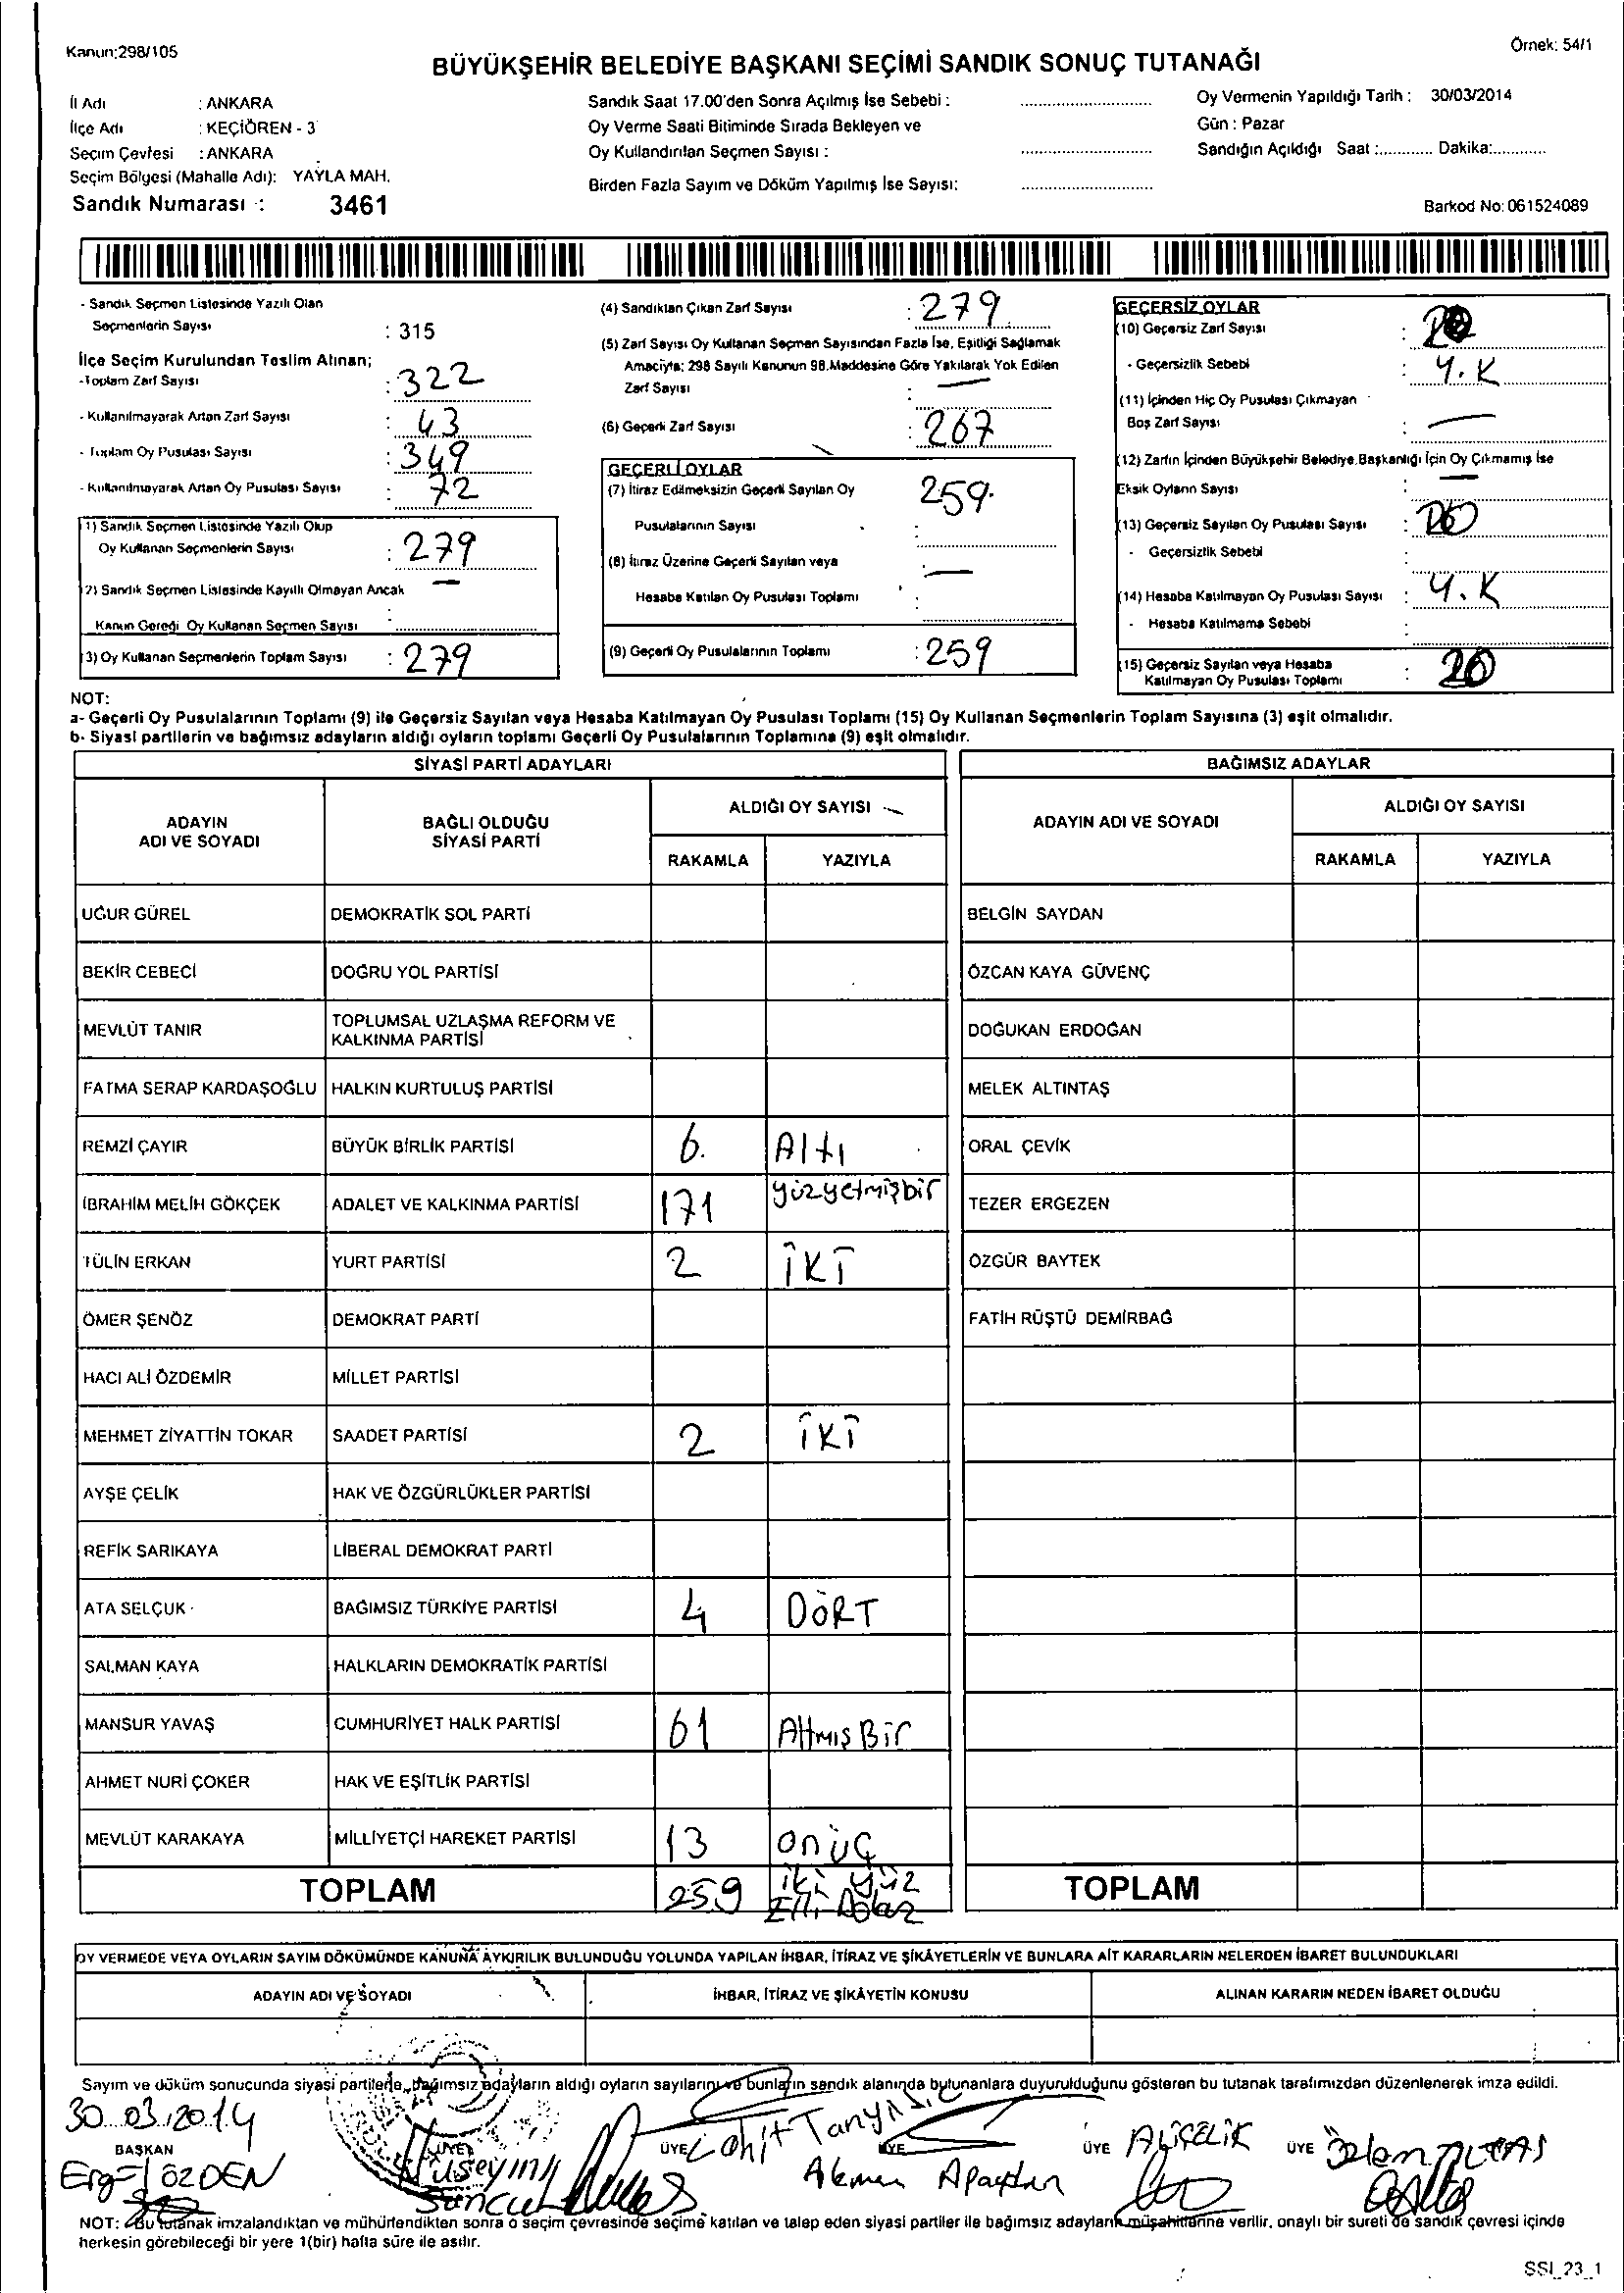 Kanun:298/105
Örnek: 54/1
BÜYÜKŞEHİR BELEDİYE BAŞKANI SEÇİMİ SANDIK SONUÇ TUTANAĞI
İl Adı : ANKARA
İlçe Adı : KEÇİÖREN - 3
Seçim Çevresi : ANKARA
Seçim Bölgesi (Mahalle Adı): YAYLA MAH.
Sandık Numarası : 3461
Sandık Saat 17.00'den Sonra Açılmış İse Sebebi :
Oy Verme Saati Bitiminde Sırada Bekleyen ve
Oy Kullandırılan Seçmen Sayısı :
Birden Fazla Sayım ve Döküm Yapılmış İse Sayısı:
Oy Vermenin Yapıldığı Tarih : 30/03/2014
Gün : Pazar
Sandığın Açıldığı Saat :............ Dakika:............
Barkod No: 061524089
- Sandık Seçmen Listesinde Yazılı Olan
Seçmenlerin Sayısı : 315
İlçe Seçim Kurulundan Teslim Alınan;
-Toplam Zarf Sayısı : 322
- Kullanılmayarak Artan Zarf Sayısı : 43
- Toplam Oy Pusulası Sayısı : 349
- Kullanılmayarak Artan Oy Pusulası Sayısı : 72
1) Sandık Seçmen Listesinde Yazılı Olup
Oy Kullanan Seçmenlerin Sayısı : 279
2) Sandık Seçmen Listesinde Kayıtlı Olmayan Ancak —
Kanun Gereği Oy Kullanan Seçmen Sayısı :
3) Oy Kullanan Seçmenlerin Toplam Sayısı : 279
(4) Sandıktan Çıkan Zarf Sayısı : 279
(5) Zarf Sayısı Oy Kullanan Seçmen Sayısından Fazla İse, Eşitliği Sağlamak
Amacıyla; 298 Sayılı Kanunun 98.Maddesine Göre Yakılarak Yok Edilen
Zarf Sayısı : —
(6) Geçerli Zarf Sayısı : 267
GEÇERLİ OYLAR
(7) İtiraz Edilmeksizin Geçerli Sayılan Oy 259
Pusulalarının Sayısı :
(8) İtiraz Üzerine Geçerli Sayılan veya : —
Hesaba Katılan Oy Pusulası Toplamı :
(9) Geçerli Oy Pusulalarının Toplamı : 259
GEÇERSİZ OYLAR
(10) Geçersiz Zarf Sayısı :
- Geçersizlik Sebebi : Y.K
(11) İçinden Hiç Oy Pusulası Çıkmayan
Boş Zarf Sayısı : —
(12) Zarfın İçinden Büyükşehir Belediye Başkanlığı İçin Oy Çıkmamış İse
Eksik Oyların Sayısı : —
(13) Geçersiz Sayılan Oy Pusulası Sayısı : 20
- Geçersizlik Sebebi :
(14) Hesaba Katılmayan Oy Pusulası Sayısı : Y.K
- Hesaba Katılmama Sebebi :
(15) Geçersiz Sayılan veya Hesaba
Katılmayan Oy Pusulası Toplamı : 20
NOT:
a- Geçerli Oy Pusulalarının Toplamı (9) ile Geçersiz Sayılan veya Hesaba Katılmayan Oy Pusulası Toplamı (15) Oy Kullanan Seçmenlerin Toplam Sayısına (3) eşit olmalıdır.
b- Siyasi partilerin ve bağımsız adayların aldığı oyların toplamı Geçerli Oy Pusulalarının Toplamına (9) eşit olmalıdır.
SİYASİ PARTİ ADAYLARI BAĞIMSIZ ADAYLAR
ADAYIN
ADI VE SOYADI
BAĞLI OLDUĞU
SİYASİ PARTİ
ALDIĞI OY SAYISI
RAKAMLA YAZIYLA
ADAYIN ADI VE SOYADI
ALDIĞI OY SAYISI
RAKAMLA YAZIYLA
UĞUR GÜREL DEMOKRATİK SOL PARTİ BELGİN SAYDAN
BEKİR CEBECİ DOĞRU YOL PARTİSİ ÖZCAN KAYA GÜVENÇ
MEVLÜT TANIR TOPLUMSAL UZLAŞMA REFORM VE
KALKINMA PARTİSİ DOĞUKAN ERDOĞAN
FATMA SERAP KARDAŞOĞLU HALKIN KURTULUŞ PARTİSİ MELEK ALTINTAŞ
REMZİ ÇAYIR BÜYÜK BİRLİK PARTİSİ 6. Altı ORAL ÇEVİK
İBRAHİM MELİH GÖKÇEK ADALET VE KALKINMA PARTİSİ 171 yüzyetmişbir TEZER ERGEZEN
TÜLİN ERKAN YURT PARTİSİ 2 İKİ ÖZGÜR BAYTEK
ÖMER ŞENÖZ DEMOKRAT PARTİ FATİH RÜŞTÜ DEMİRBAĞ
HACI ALİ ÖZDEMİR MİLLET PARTİSİ
MEHMET ZİYATTİN TOKAR SAADET PARTİSİ 2 İKİ
AYŞE ÇELİK HAK VE ÖZGÜRLÜKLER PARTİSİ
REFİK SARIKAYA LİBERAL DEMOKRAT PARTİ
ATA SELÇUK BAĞIMSIZ TÜRKİYE PARTİSİ 4 DÖRT
SALMAN KAYA HALKLARIN DEMOKRATİK PARTİSİ
MANSUR YAVAŞ CUMHURİYET HALK PARTİSİ 61 AltmışBir
AHMET NURİ ÇOKER HAK VE EŞİTLİK PARTİSİ
MEVLÜT KARAKAYA MİLLİYETÇİ HAREKET PARTİSİ 13 onüç
TOPLAM 259 iki yüz
Elli Dokuz TOPLAM
OY VERMEDE VEYA OYLARIN SAYIM DÖKÜMÜNDE KANUNA AYKIRILIK BULUNDUĞU YOLUNDA YAPILAN İHBAR, İTİRAZ VE ŞİKÂYETLERİN VE BUNLARA AİT KARARLARIN NELERDEN İBARET BULUNDUKLARI
ADAYIN ADI VE SOYADI İHBAR, İTİRAZ VE ŞİKÂYETİN KONUSU ALINAN KARARIN NEDEN İBARET OLDUĞU
Sayım ve döküm sonucunda siyasi partilerle, bağımsız adayların aldığı oyların sayılarını ve bunların sandık alanında bulunanlara duyurulduğunu gösteren bu tutanak tarafımızdan düzenlenerek imza edildi.
30.03.2014
BAŞKAN ÜYE ÜYE ÜYE ÜYE ÜYE
ÖZDEN Hüseyin Cahit Ali ÇELİK Özlem
NOT: Bu tutanak imzalandıktan ve mühürlendikten sonra o seçim çevresinde seçime katılan ve talep eden siyasi partiler ile bağımsız adayların müşahitlerine verilir, onaylı bir sureti de sandık çevresi içinde
herkesin görebileceği bir yere 1(bir) hafta süre ile asılır.
SSI_23_1